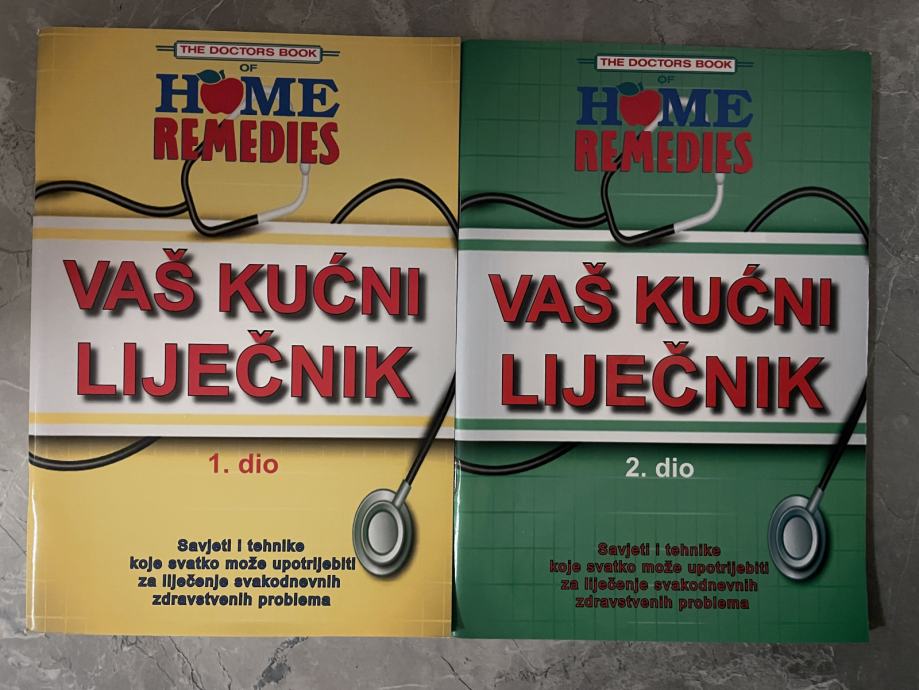 THE DOCTORS BOOK
OF
HOME
REMEDIES
VAŠ KUĆNI
LIJEČNIK
1. dio
Savjeti i tehnike
koje svatko može upotrijebiti
za liječenje svakodnevnih
zdravstvenih problema
THE DOCTORS BOOK
OF
HOME
REMEDIES
VAŠ KUĆNI
LIJEČNIK
2. dio
Savjeti i tehnike
koje svatko može upotrijebiti
za liječenje svakodnevnih
zdravstvenih problema